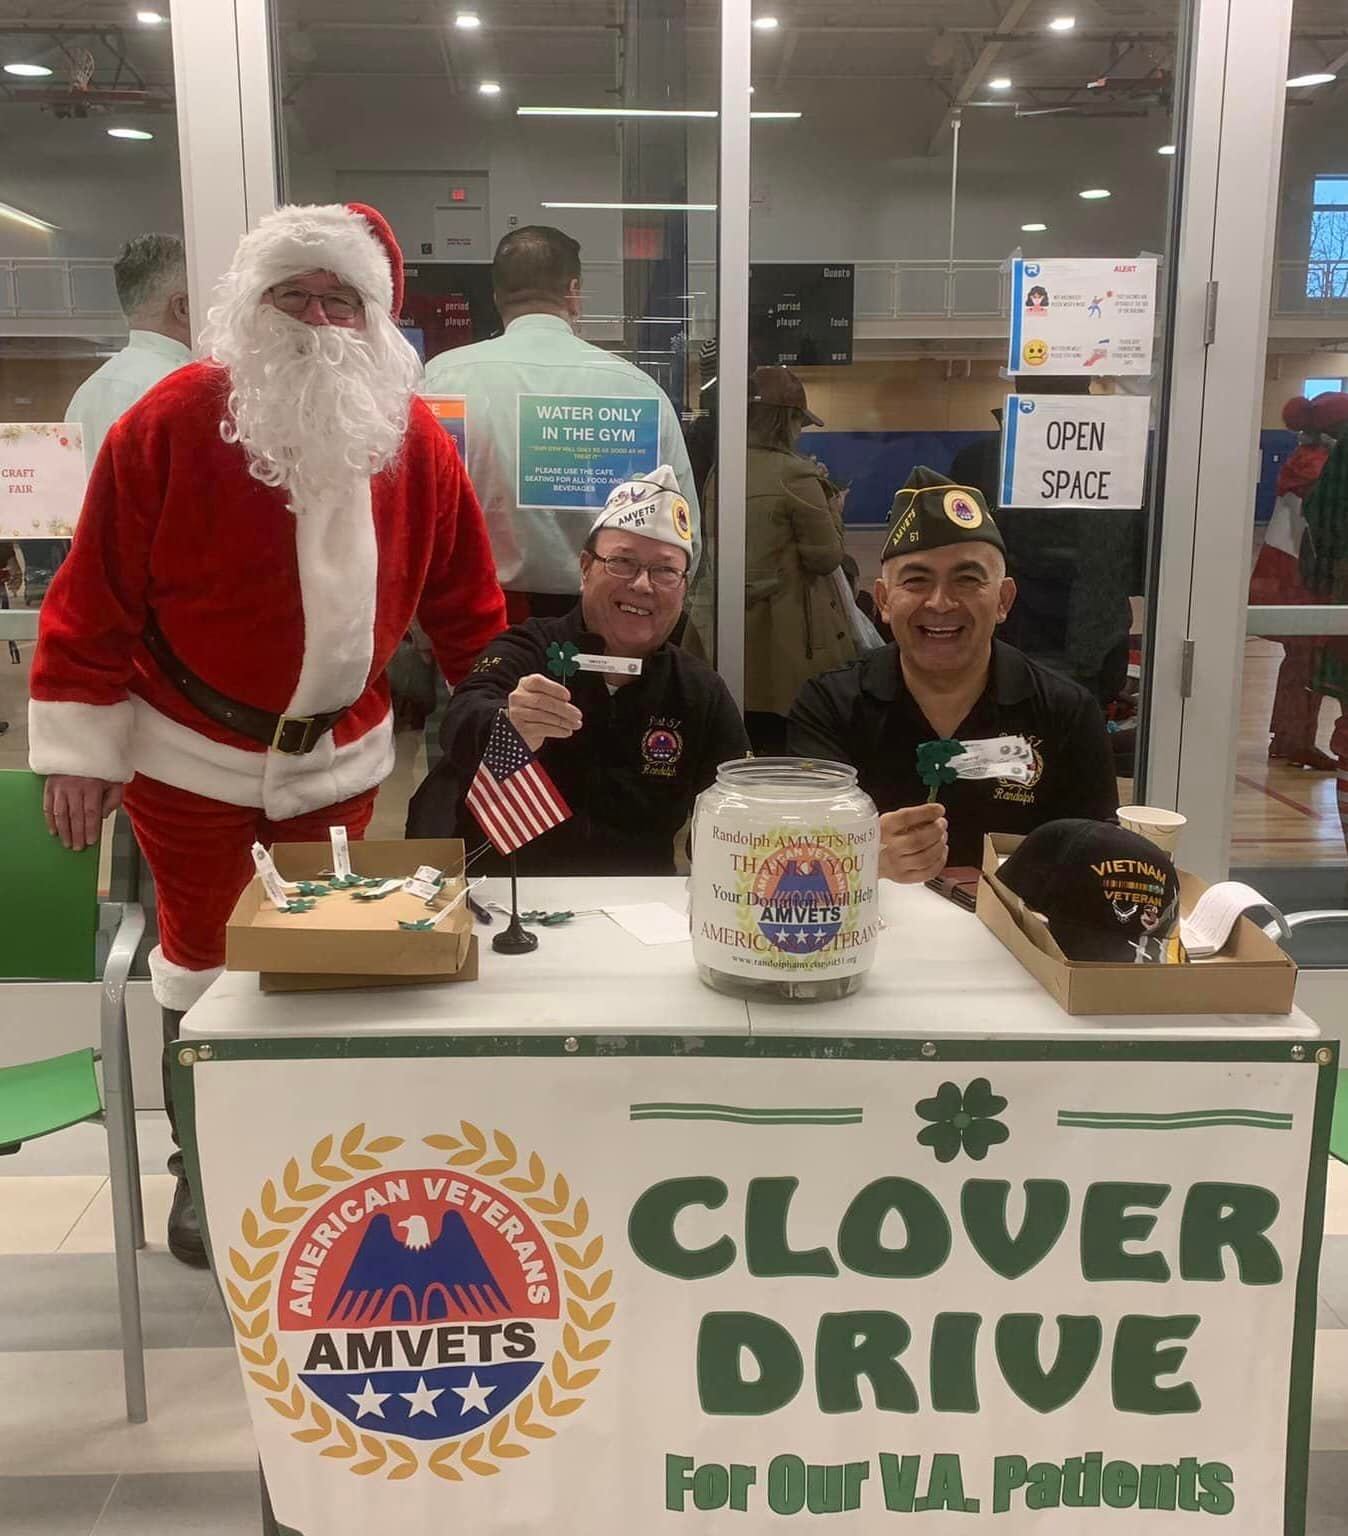 Guests
period
player
fouls
game
won
period
player
CRAFT
FAIR
WATER ONLY
IN THE GYM
PLEASE USE THE CAFE
SEATING FOR ALL FOOD AND
BEVERAGES
ALERT
OPEN
SPACE
AMVETS
51
AMVETS
51
Post 51
Randolph
Randolph
Randolph AMVETS Post 51
THANK YOU
Your Donation Will Help
AMVETS
AMERICAN VETERANS
www.randolphamvetspost51.org
VIETNAM
VETERAN
AMERICAN VETERANS
AMVETS
CLOVER
DRIVE
For Our V.A. Patients